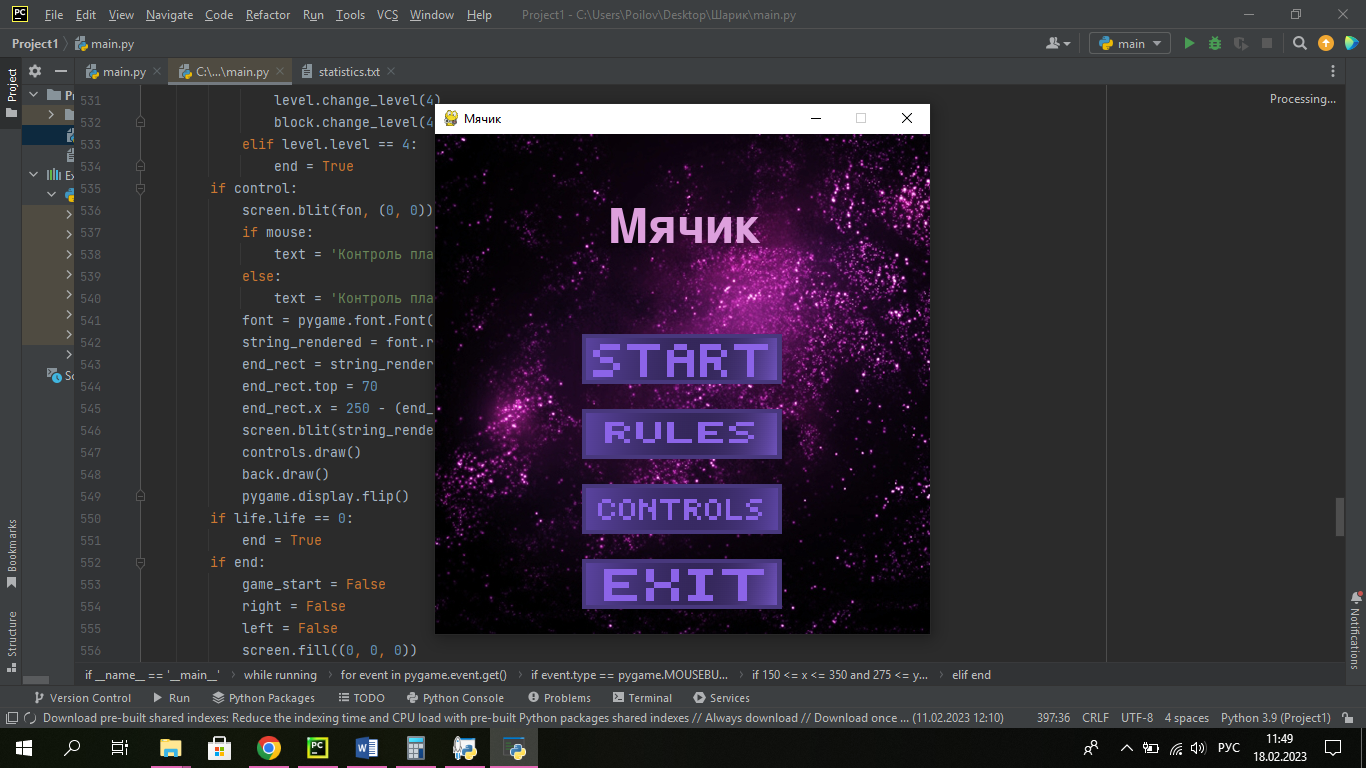 File Edit View Navigate Code Refactor Run Tools VCS Window Help Project1 - C:\Users\Poilov\Desktop\Шарик\main.py
Project1 main.py main
main.py C:\...\main.py statistics.txt
Project
Processing...
531 level.change_level(4)
532 block.change_level(4
533 elif level.level == 4:
534 end = True
535 if control:
536 screen.blit(fon, (0, 0))
537 if mouse:
538 text = 'Контроль пла
539 else:
540 text = 'Контроль пла
541 font = pygame.font.Font(
542 string_rendered = font.r
543 end_rect = string_render
544 end_rect.top = 70
545 end_rect.x = 250 - (end_
546 screen.blit(string_rende
547 controls.draw()
548 back.draw()
549 pygame.display.flip()
550 if life.life == 0:
551 end = True
552 if end:
553 game_start = False
554 right = False
555 left = False
556 screen.fill((0, 0, 0))
Мячик
Мячик
START
RULES
CONTROLS
EXIT
Bookmarks
Structure
Notifications
if __name__ == '__main__' while running for event in pygame.event.get() if event.type == pygame.MOUSEBU... if 150 <= x <= 350 and 275 <= y... elif end
Version Control Run Python Packages TODO Python Console Problems Terminal Services
Download pre-built shared indexes: Reduce the indexing time and CPU load with pre-built Python packages shared indexes // Always download // Download once ... (11.02.2023 12:10) 397:36 CRLF UTF-8 4 spaces Python 3.9 (Project1)
РУС
11:49
18.02.2023